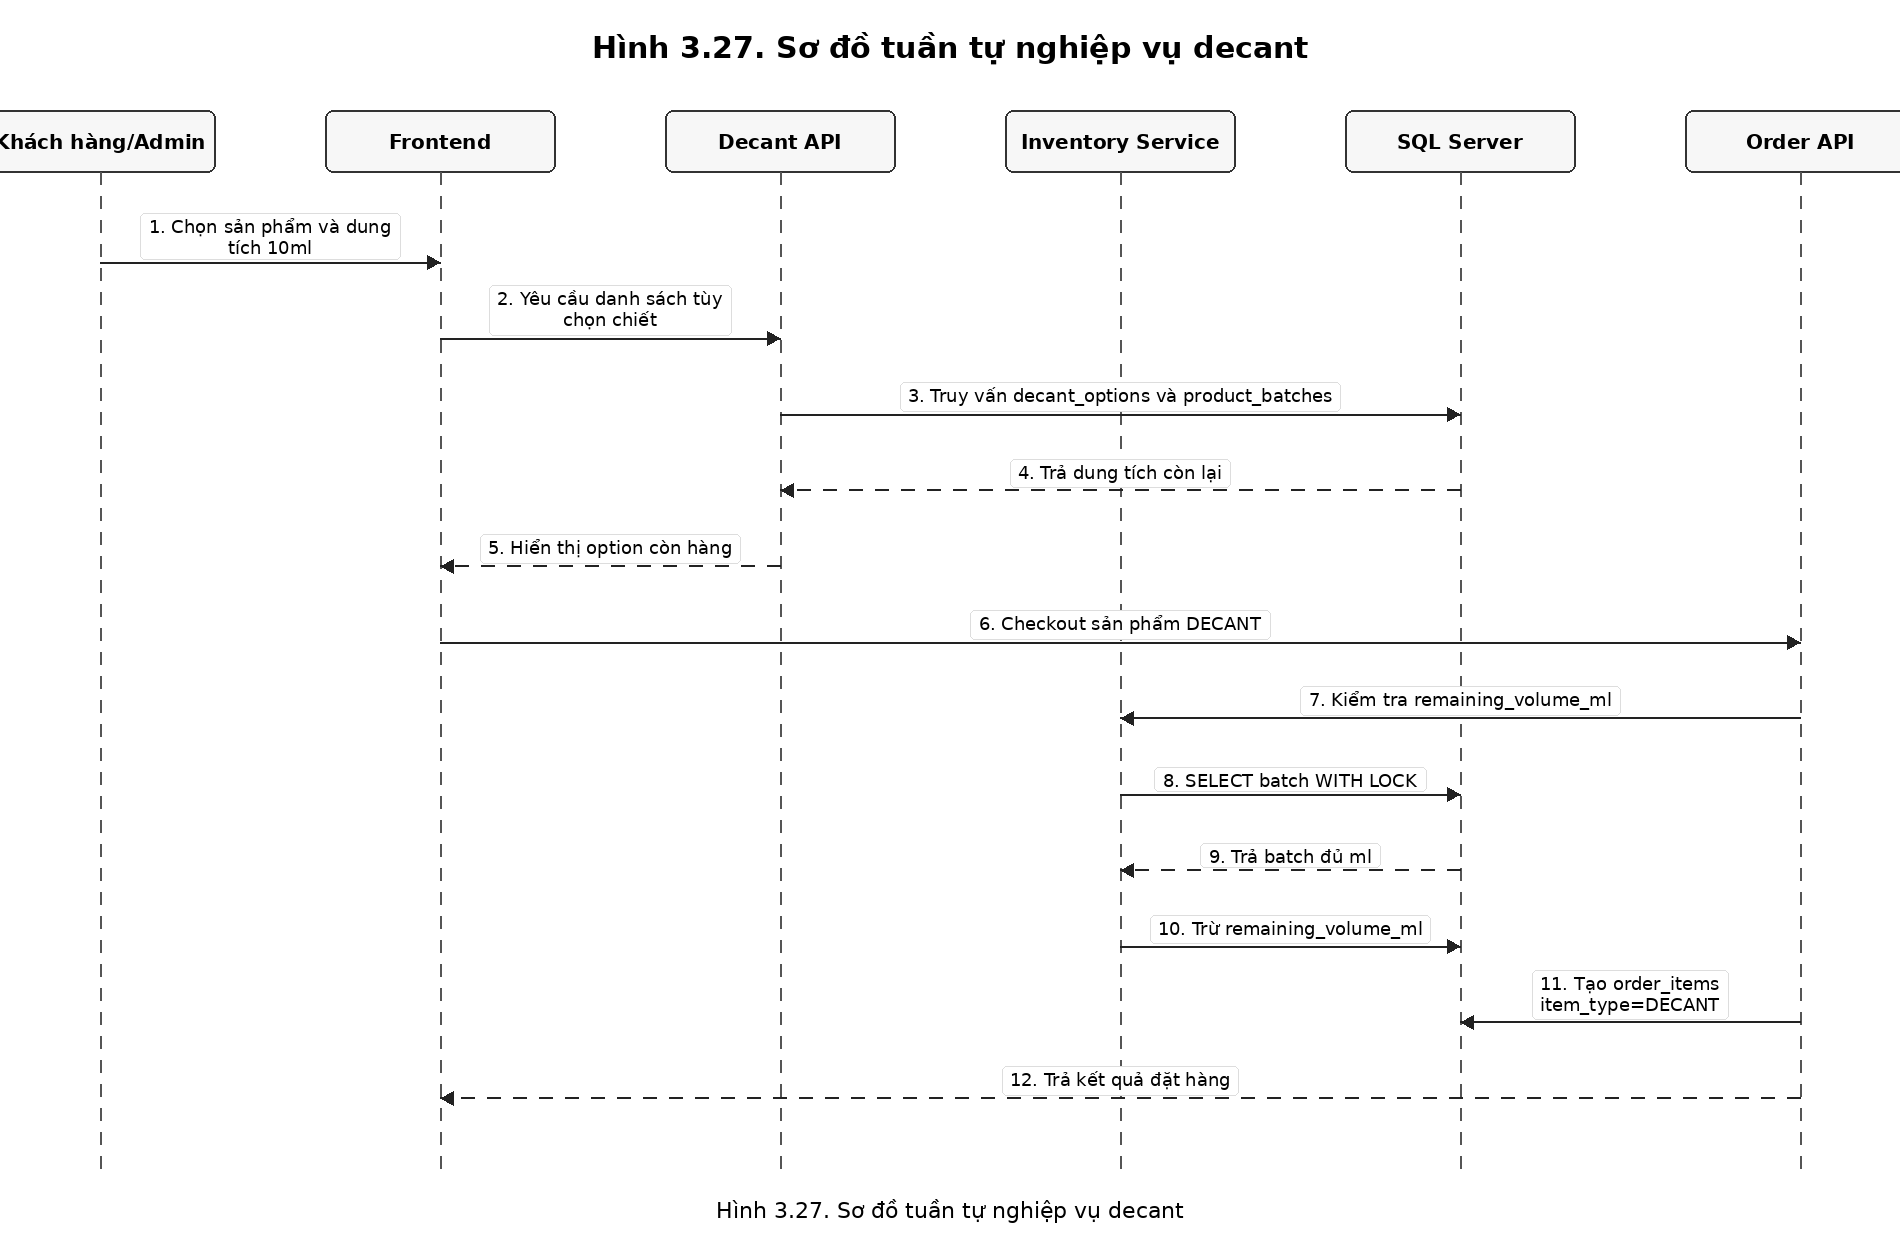 Hình 3.27. Sơ đồ tuần tự nghiệp vụ decant
Khách hàng/Admin
Frontend
Decant API
Inventory Service
SQL Server
Order API
1. Chọn sản phẩm và dung
tích 10ml
2. Yêu cầu danh sách tùy
chọn chiết
3. Truy vấn decant_options và product_batches
4. Trả dung tích còn lại
5. Hiển thị option còn hàng
6. Checkout sản phẩm DECANT
7. Kiểm tra remaining_volume_ml
8. SELECT batch WITH LOCK
9. Trả batch đủ ml
10. Trừ remaining_volume_ml
11. Tạo order_items
item_type=DECANT
12. Trả kết quả đặt hàng
Hình 3.27. Sơ đồ tuần tự nghiệp vụ decant